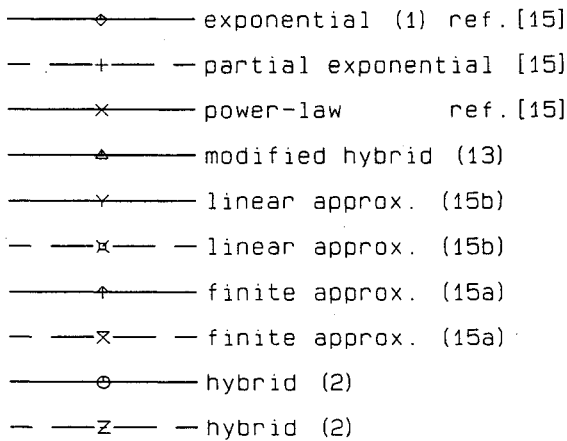 exponential (1) ref.[15]
partial exponential [15]
power-law ref.[15]
modified hybrid (13)
linear approx. (15b)
linear approx. (15b)
finite approx. (15a)
finite approx. (15a)
hybrid (2)
hybrid (2)